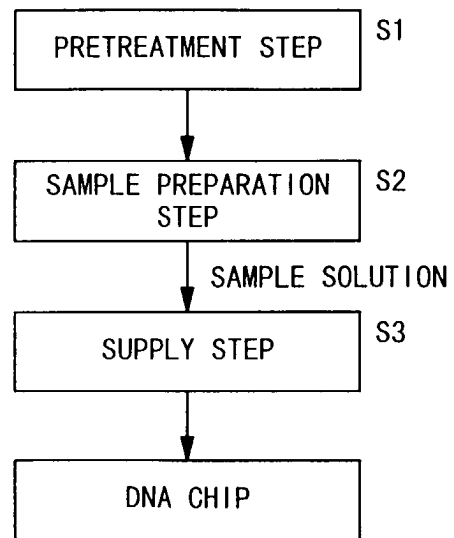 PRETREATMENT STEP
S1
SAMPLE PREPARATION
STEP
S2
SAMPLE SOLUTION
SUPPLY STEP
S3
DNA CHIP